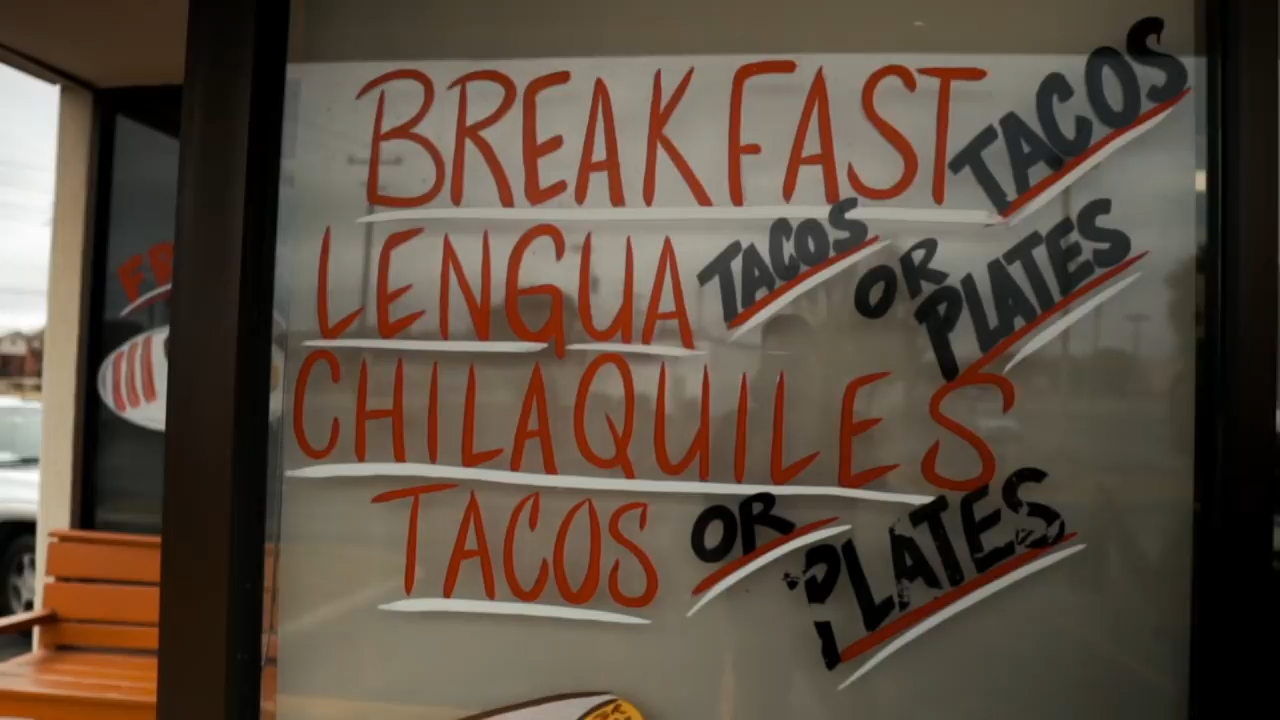 BREAKFAST TACOS
LENGUA TACOS OR PLATES
CHILAQUILES
TACOS OR PLATES